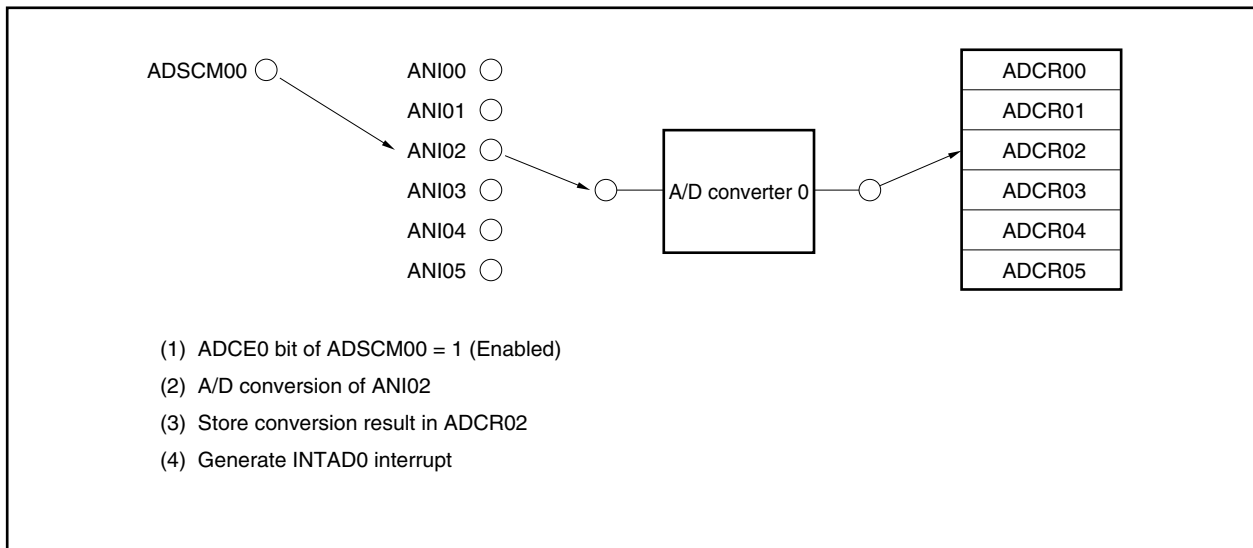 ADSCM00
ANI00
ANI01
ANI02
ANI03
ANI04
ANI05
A/D converter 0
ADCR00
ADCR01
ADCR02
ADCR03
ADCR04
ADCR05
(1) ADCE0 bit of ADSCM00 = 1 (Enabled)
(2) A/D conversion of ANI02
(3) Store conversion result in ADCR02
(4) Generate INTAD0 interrupt